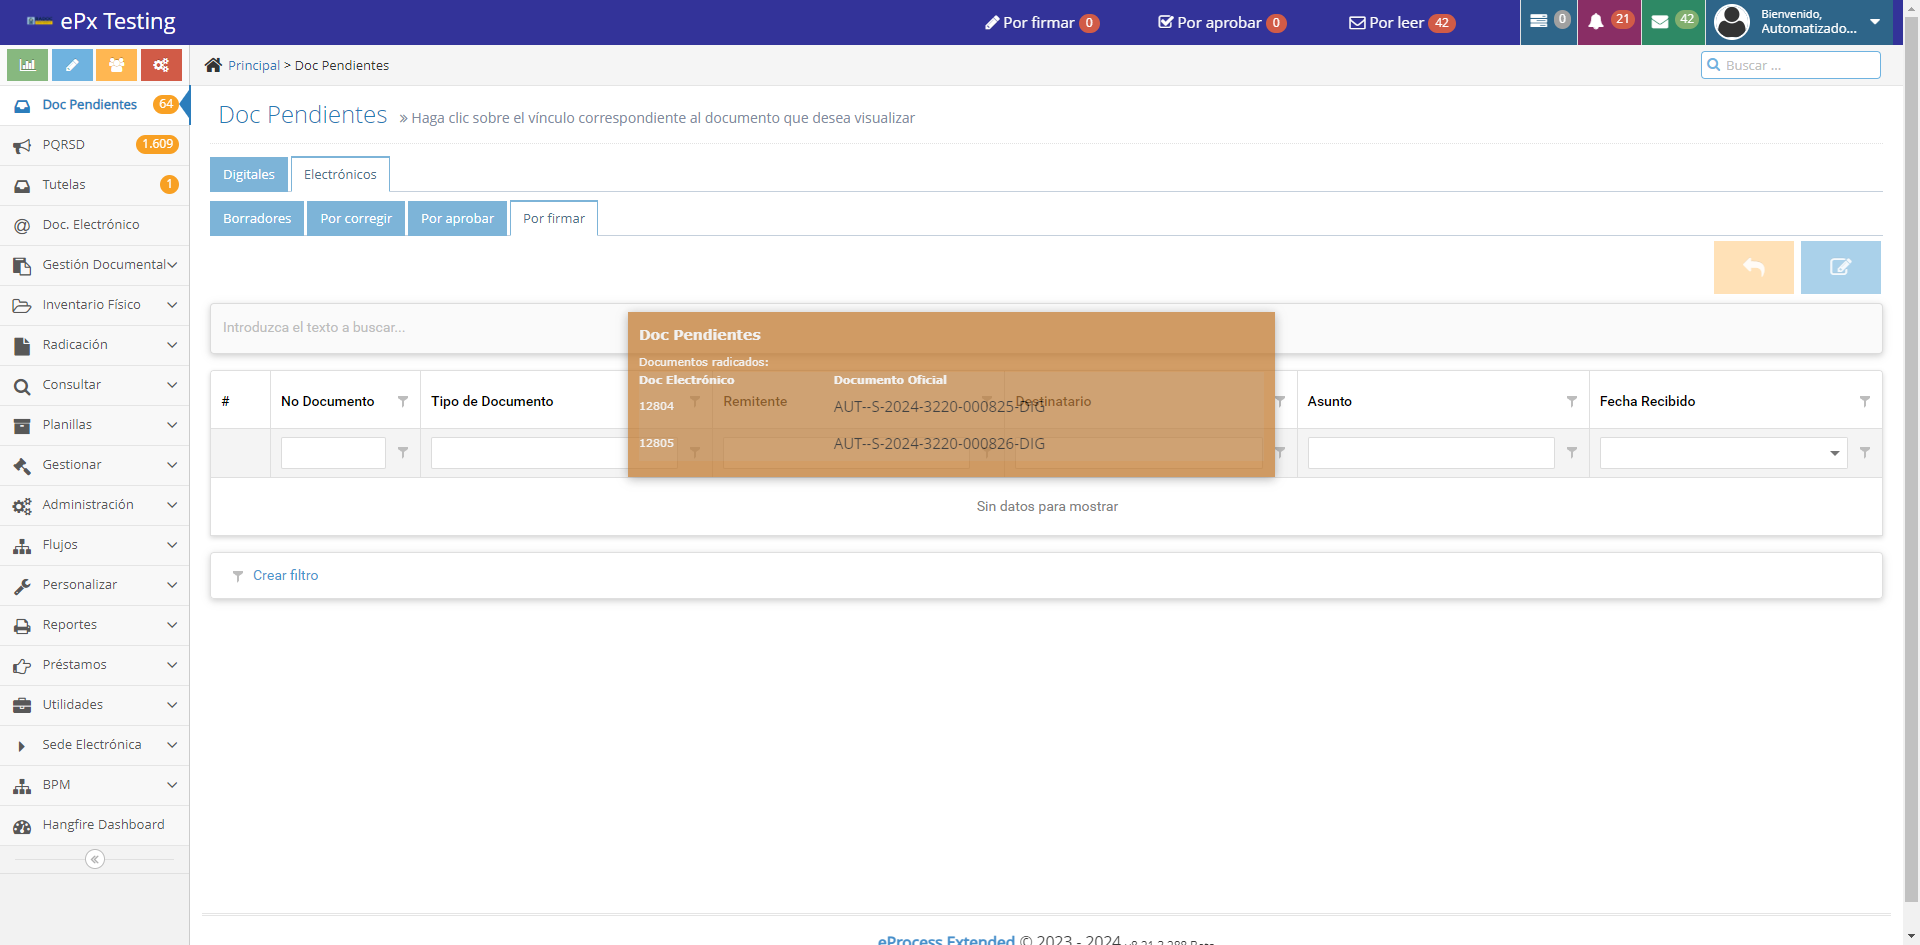 ePx Testing
Por firmar 0
Por aprobar 0
Por leer 42
0
21
42
Bienvenido,
Automatizado...
Principal > Doc Pendientes
Buscar ...
Doc Pendientes 64
PQRSD 1.609
Tutelas 1
Doc. Electrónico
Gestión Documental
Inventario Físico
Radicación
Consultar
Planillas
Gestionar
Administración
Flujos
Personalizar
Reportes
Préstamos
Utilidades
Sede Electrónica
BPM
Hangfire Dashboard
Doc Pendientes » Haga clic sobre el vínculo correspondiente al documento que desea visualizar
Digitales Electrónicos
Borradores Por corregir Por aprobar Por firmar
Introduzca el texto a buscar...
Doc Pendientes
Documentos radicados:
Doc Electrónico Documento Oficial
12804 AUT--S-2024-3220-000825-DIG
12805 AUT--S-2024-3220-000826-DIG
# No Documento Tipo de Documento Remitente Destinatario Asunto Fecha Recibido
Sin datos para mostrar
Crear filtro
eProcess Extended © 2023 - 2024